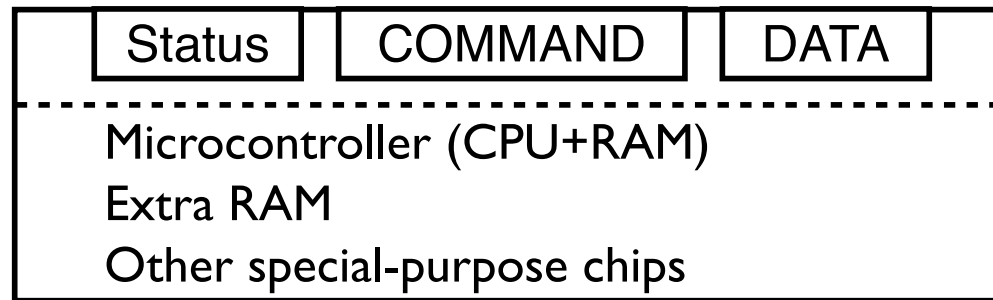 Status COMMAND DATA
Microcontroller (CPU+RAM)
Extra RAM
Other special-purpose chips